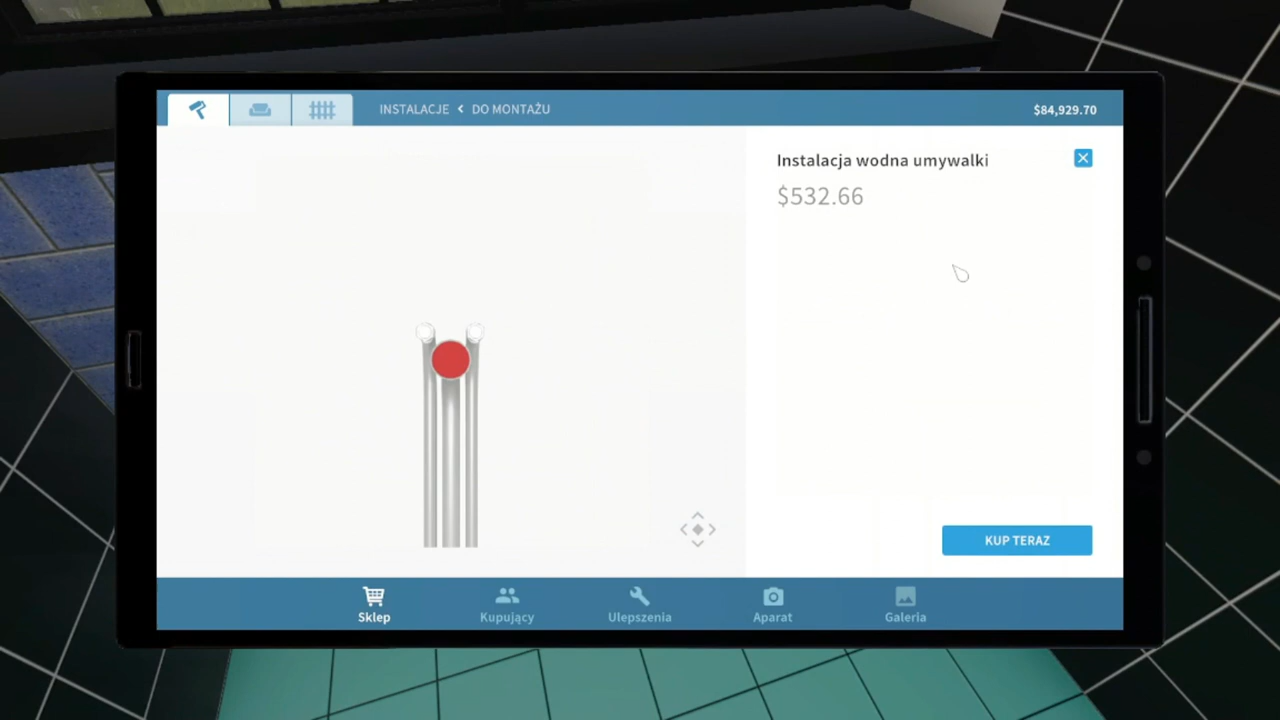 INSTALACJE < DO MONTAŻU
$84,929.70
Instalacja wodna umywalki
$532.66
KUP TERAZ
Sklep
Kupujący
Ulepszenia
Aparat
Galeria